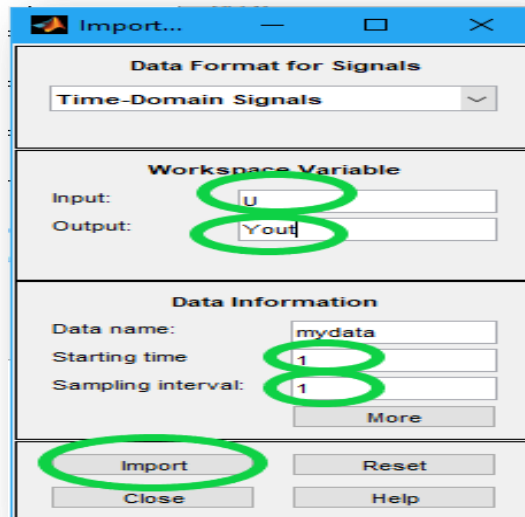 Import...
Data Format for Signals
Time-Domain Signals
Workspace Variable
Input: U
Output: Yout
Data Information
Data name: mydata
Starting time 1
Sampling interval: 1
More
Import Reset
Close Help